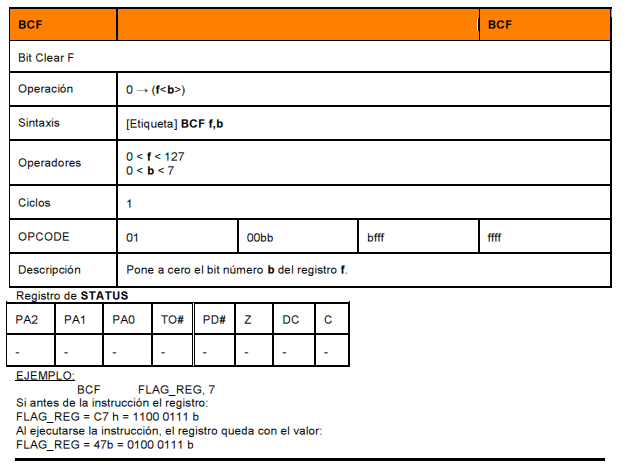 BCF BCF
Bit Clear F
Operación 0 → (f<b>)
Sintaxis [Etiqueta] BCF f,b
Operadores 0 < f < 127
0 < b < 7
Ciclos 1
OPCODE 01 00bb bfff ffff
Descripción Pone a cero el bit número b del registro f.
Registro de STATUS
PA2 PA1 PA0 TO# PD# Z DC C
- - - - - - - -
EJEMPLO:
BCF FLAG_REG, 7
Si antes de la instrucción el registro:
FLAG_REG = C7 h = 1100 0111 b
Al ejecutarse la instrucción, el registro queda con el valor:
FLAG_REG = 47b = 0100 0111 b